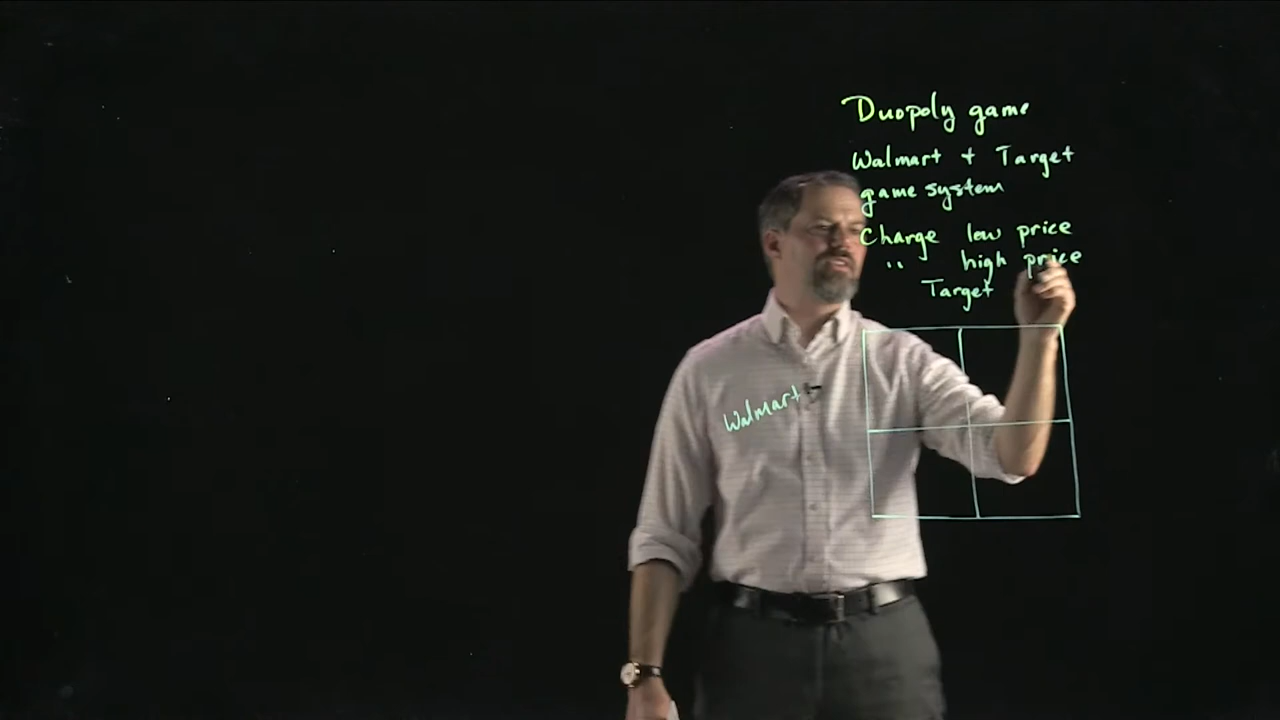 Duopoly game
Walmart + Target
game system
Charge low price
" high price
Target
Walmart